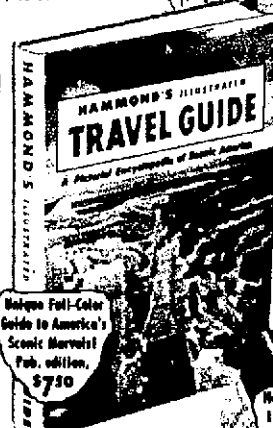 HAMMOND'S ILLUSTRATED
TRAVEL GUIDE
A Pictorial Encyclopedia of Scenic America
HAMMOND'S ILLUSTRATED
Unique Full-Color
Guide to America's
Scenic Marvels!
Pub. edition,
$7.50